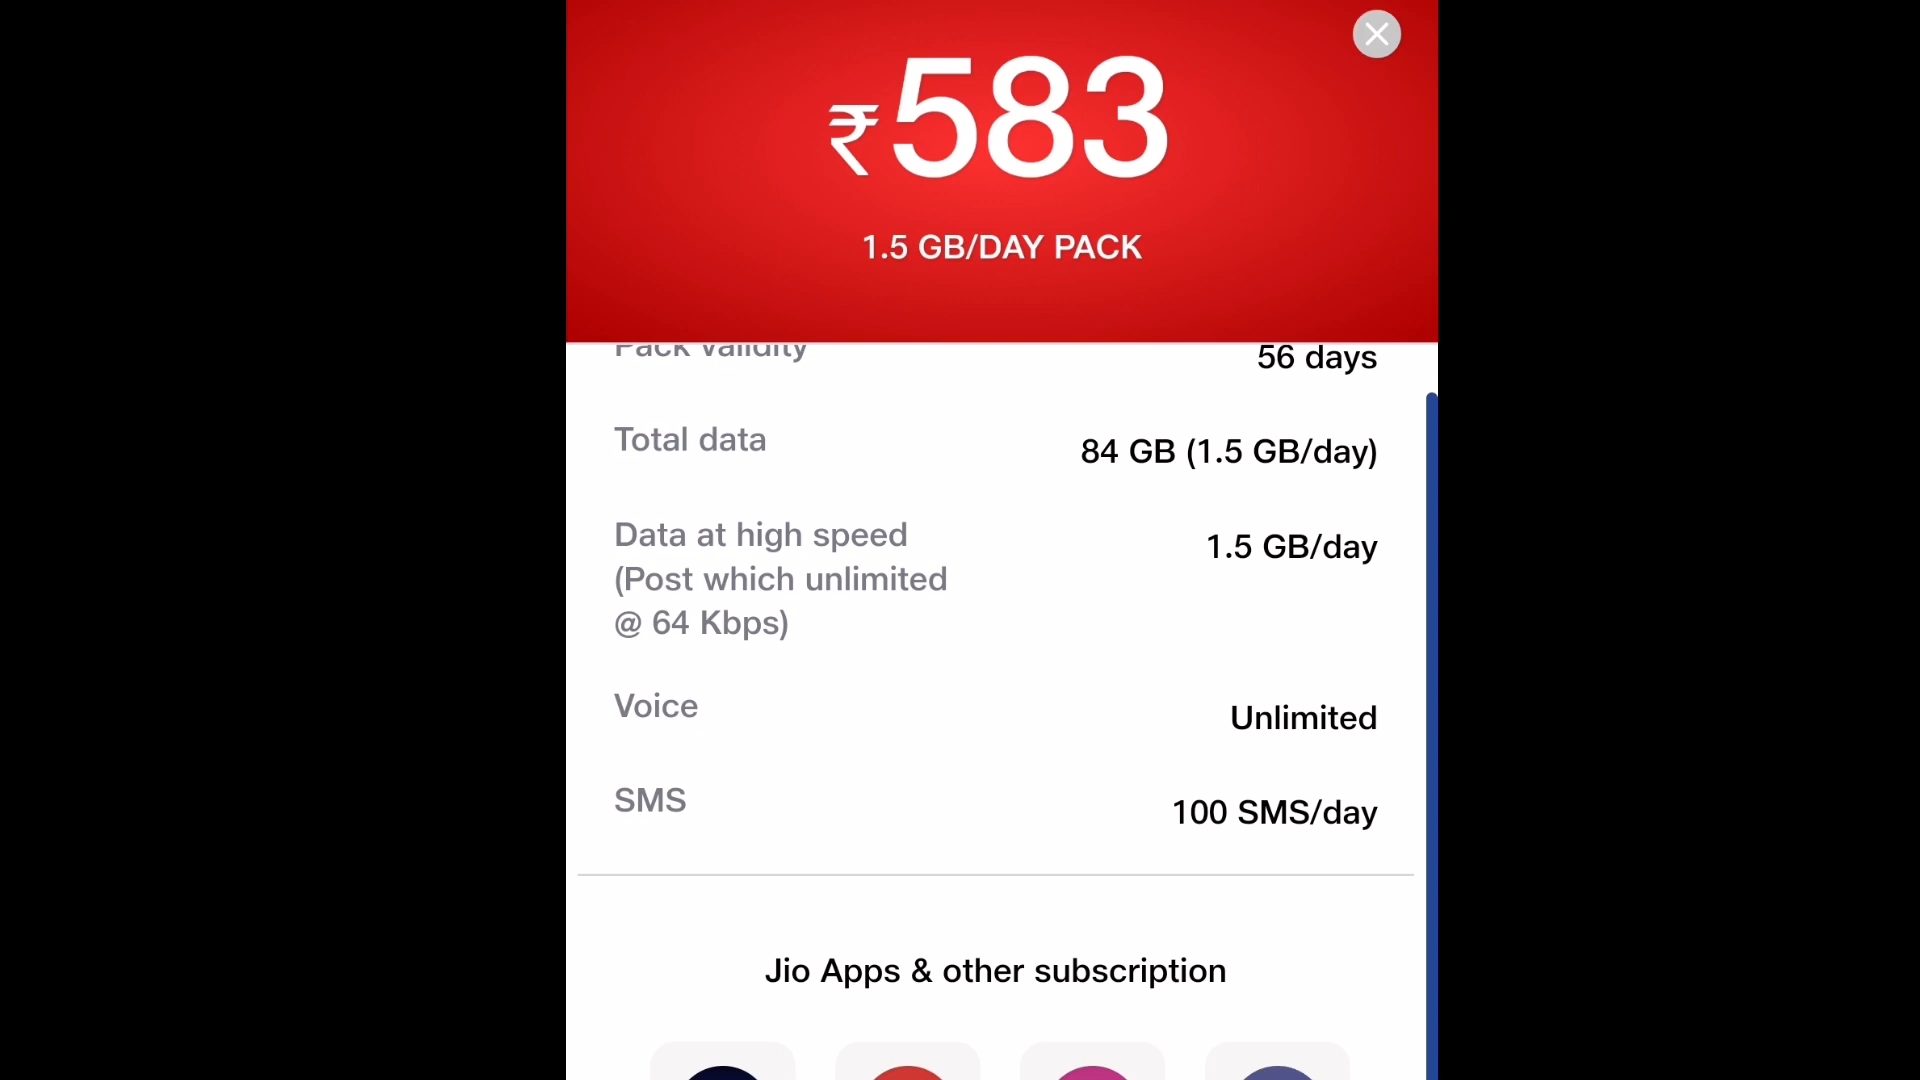 ₹583
1.5 GB/DAY PACK
Pack validity
56 days
Total data
84 GB (1.5 GB/day)
Data at high speed
(Post which unlimited
@ 64 Kbps)
1.5 GB/day
Voice
Unlimited
SMS
100 SMS/day
Jio Apps & other subscription